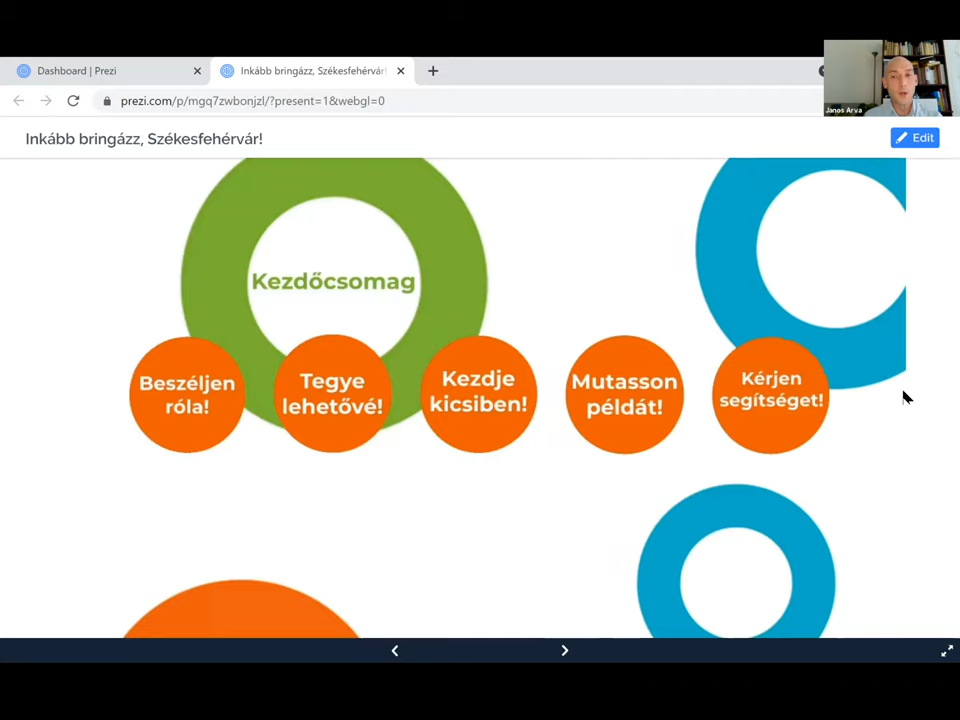 Dashboard | Prezi
Inkább bringázz, Székesfehérvár!
prezi.com/p/mgq7zwbonjzl/?present=1&webgl=0
Janos Arva
Inkább bringázz, Székesfehérvár!
Edit
Kezdőcsomag
Beszéljen
róla!
Tegye
lehetővé!
Kezdje
kicsiben!
Mutasson
példát!
Kérjen
segítséget!